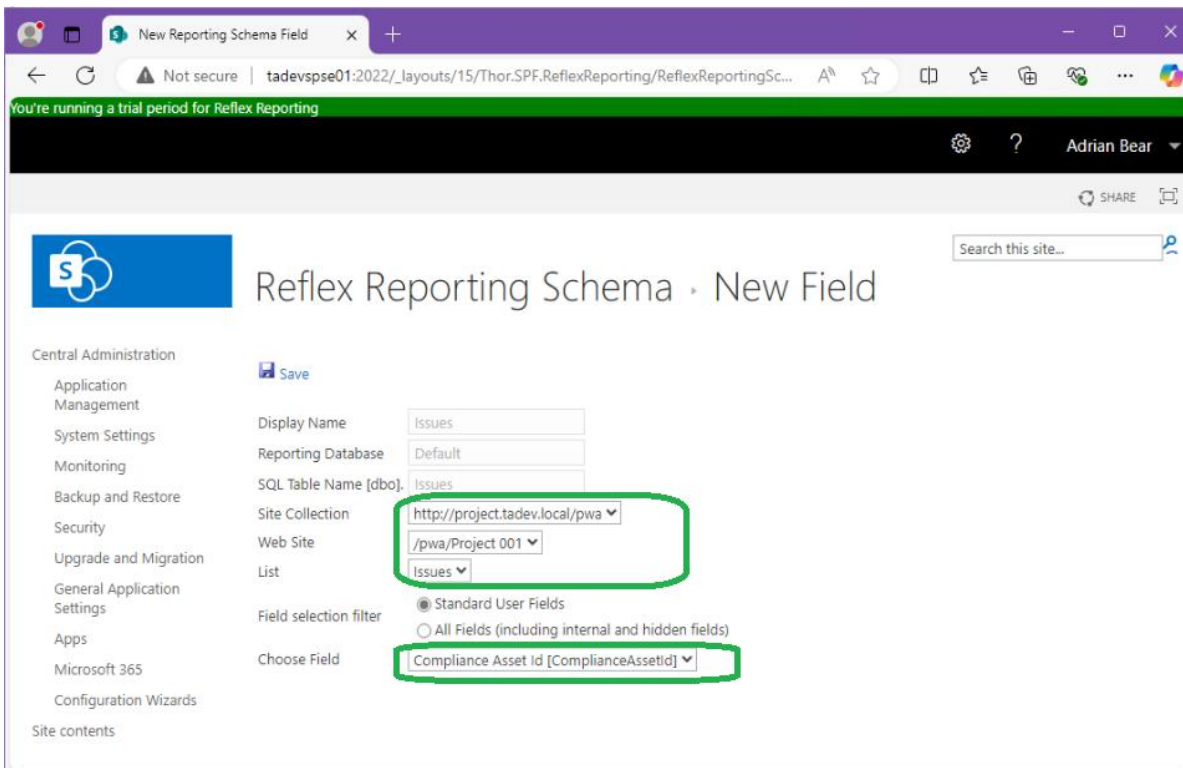 New Reporting Schema Field
Not secure tadevspse01:2022/_layouts/15/Thor.SPF.ReflexReporting/ReflexReportingSc...
You're running a trial period for Reflex Reporting
? Adrian Bear
SHARE
S
Search this site...
Reflex Reporting Schema New Field
Central Administration
Application
Management
System Settings
Monitoring
Backup and Restore
Security
Upgrade and Migration
General Application
Settings
Apps
Microsoft 365
Configuration Wizards
Site contents
Save
Display Name Issues
Reporting Database Default
SQL Table Name [dbo]. Issues
Site Collection http://project.tadev.local/pwa
Web Site /pwa/Project 001
List Issues
Field selection filter Standard User Fields
All Fields (including internal and hidden fields)
Choose Field Compliance Asset Id [ComplianceAssetId]